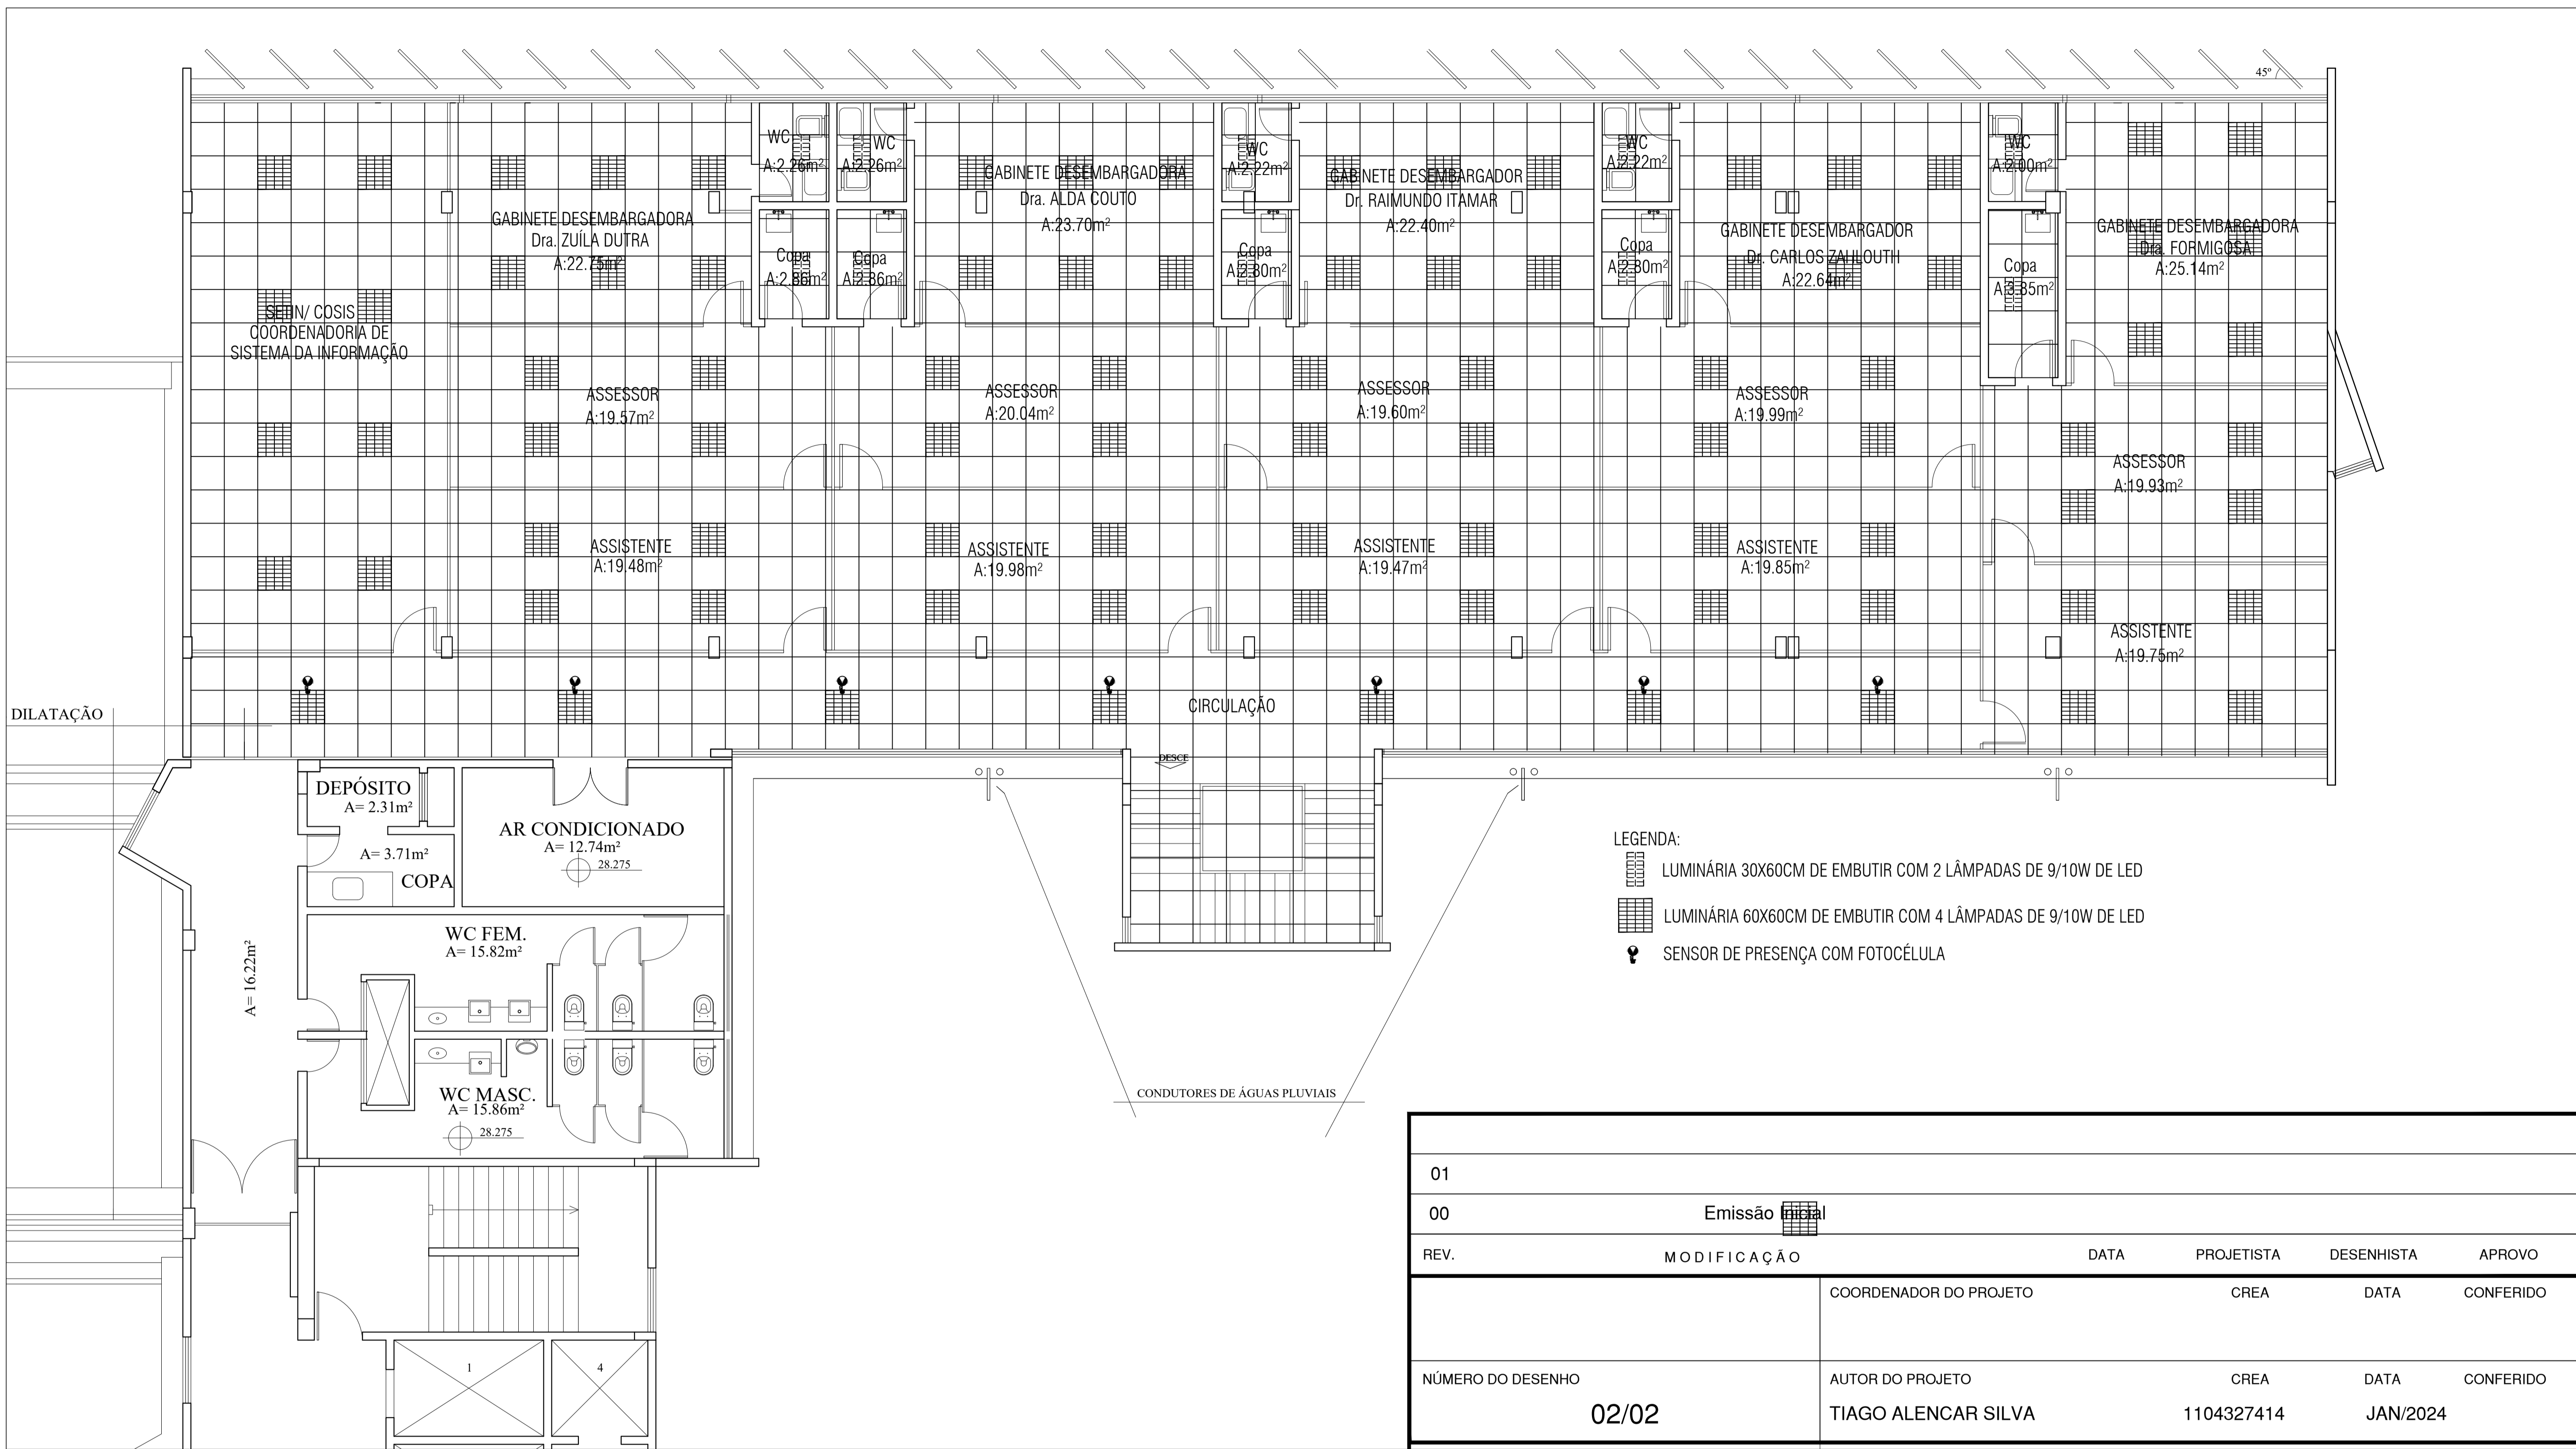 45º
WC
A:2.26m²
WC
A:2.26m²
WC
A:2.22m²
WC
A:2.22m²
WC
A:2.00m²
GABINETE DESEMBARGADORA
Dra. ZUÍLA DUTRA
A:22.75m²
GABINETE DESEMBARGADORA
Dra. ALDA COUTO
A:23.70m²
GABINETE DESEMBARGADOR
Dr. RAIMUNDO ITAMAR
A:22.40m²
GABINETE DESEMBARGADOR
Dr. CARLOS ZAHLOUTH
A:22.64m²
GABINETE DESEMBARGADORA
Dra. FORMIGOSA
A:25.14m²
Copa
A:2.86m²
Copa
A:2.86m²
Copa
A:2.80m²
Copa
A:2.80m²
Copa
A:3.85m²
SETIN/ COSIS
COORDENADORIA DE
SISTEMA DA INFORMAÇÃO
ASSESSOR
A:19.57m²
ASSESSOR
A:20.04m²
ASSESSOR
A:19.60m²
ASSESSOR
A:19.99m²
ASSESSOR
A:19.93m²
ASSISTENTE
A:19.48m²
ASSISTENTE
A:19.98m²
ASSISTENTE
A:19.47m²
ASSISTENTE
A:19.85m²
ASSISTENTE
A:19.75m²
CIRCULAÇÃO
DILATAÇÃO
DESCE
DEPÓSITO
A= 2.31m²
A= 3.71m²
COPA
AR CONDICIONADO
A= 12.74m²
28.275
WC FEM.
A= 15.82m²
A= 16.22m²
WC MASC.
A= 15.86m²
28.275
1
4
CONDUTORES DE ÁGUAS PLUVIAIS
LEGENDA:
LUMINÁRIA 30X60CM DE EMBUTIR COM 2 LÂMPADAS DE 9/10W DE LED
LUMINÁRIA 60X60CM DE EMBUTIR COM 4 LÂMPADAS DE 9/10W DE LED
SENSOR DE PRESENÇA COM FOTOCÉLULA
01
00 Emissão Inicial
REV. MODIFICAÇÃO DATA PROJETISTA DESENHISTA APROVO
COORDENADOR DO PROJETO CREA DATA CONFERIDO
NÚMERO DO DESENHO
02/02
AUTOR DO PROJETO CREA DATA CONFERIDO
TIAGO ALENCAR SILVA 1104327414 JAN/2024